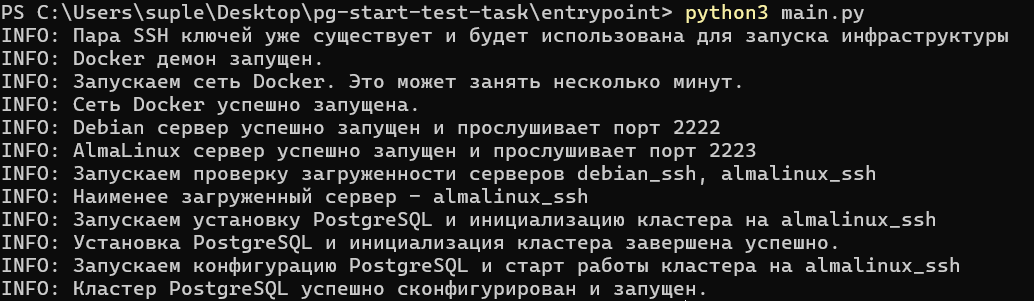 PS C:\Users\suple\Desktop\pg-start-test-task\entrypoint> python3 main.py
INFO: Пара SSH ключей уже существует и будет использована для запуска инфраструктуры
INFO: Docker демон запущен.
INFO: Запускаем сеть Docker. Это может занять несколько минут.
INFO: Сеть Docker успешно запущена.
INFO: Debian сервер успешно запущен и прослушивает порт 2222
INFO: AlmaLinux сервер успешно запущен и прослушивает порт 2223
INFO: Запускаем проверку загруженности серверов debian_ssh, almalinux_ssh
INFO: Наименее загруженный сервер - almalinux_ssh
INFO: Запускаем установку PostgreSQL и инициализацию кластера на almalinux_ssh
INFO: Установка PostgreSQL и инициализация кластера завершена успешно.
INFO: Запускаем конфигурацию PostgreSQL и старт работы кластера на almalinux_ssh
INFO: Кластер PostgreSQL успешно сконфигурирован и запущен.